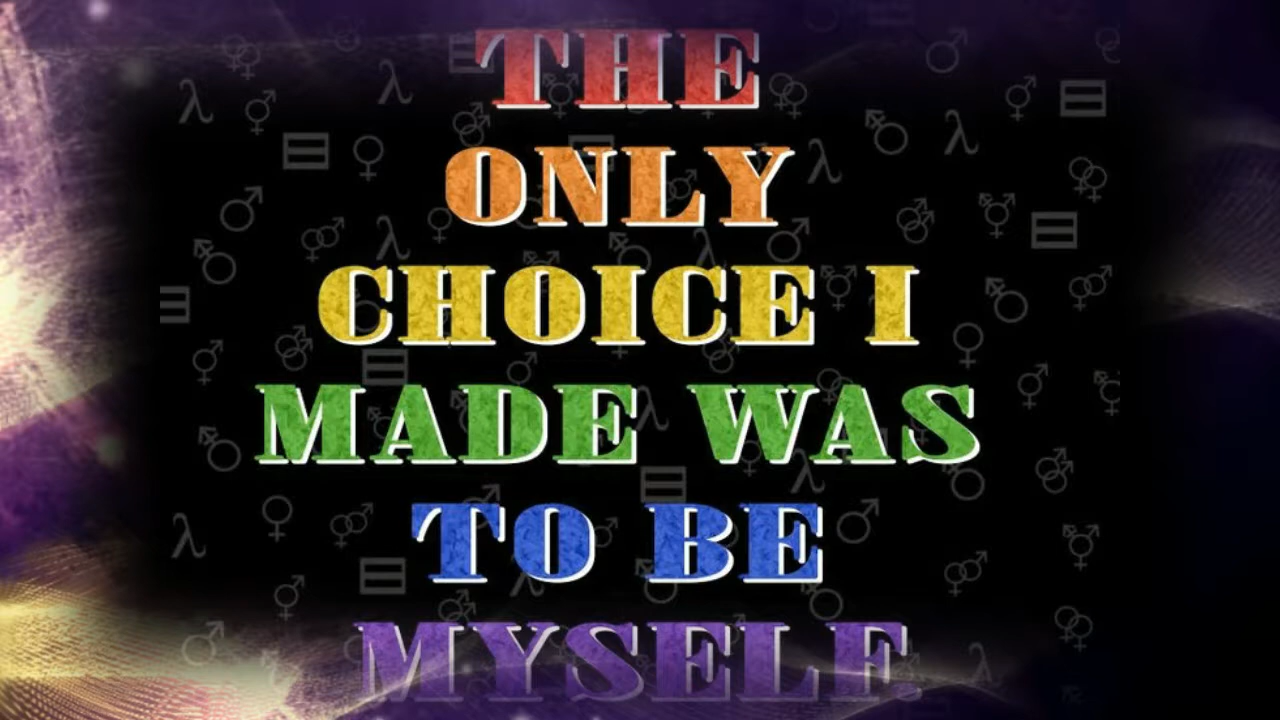 THE
ONLY
CHOICE I
MADE WAS
TO BE
MYSELF.